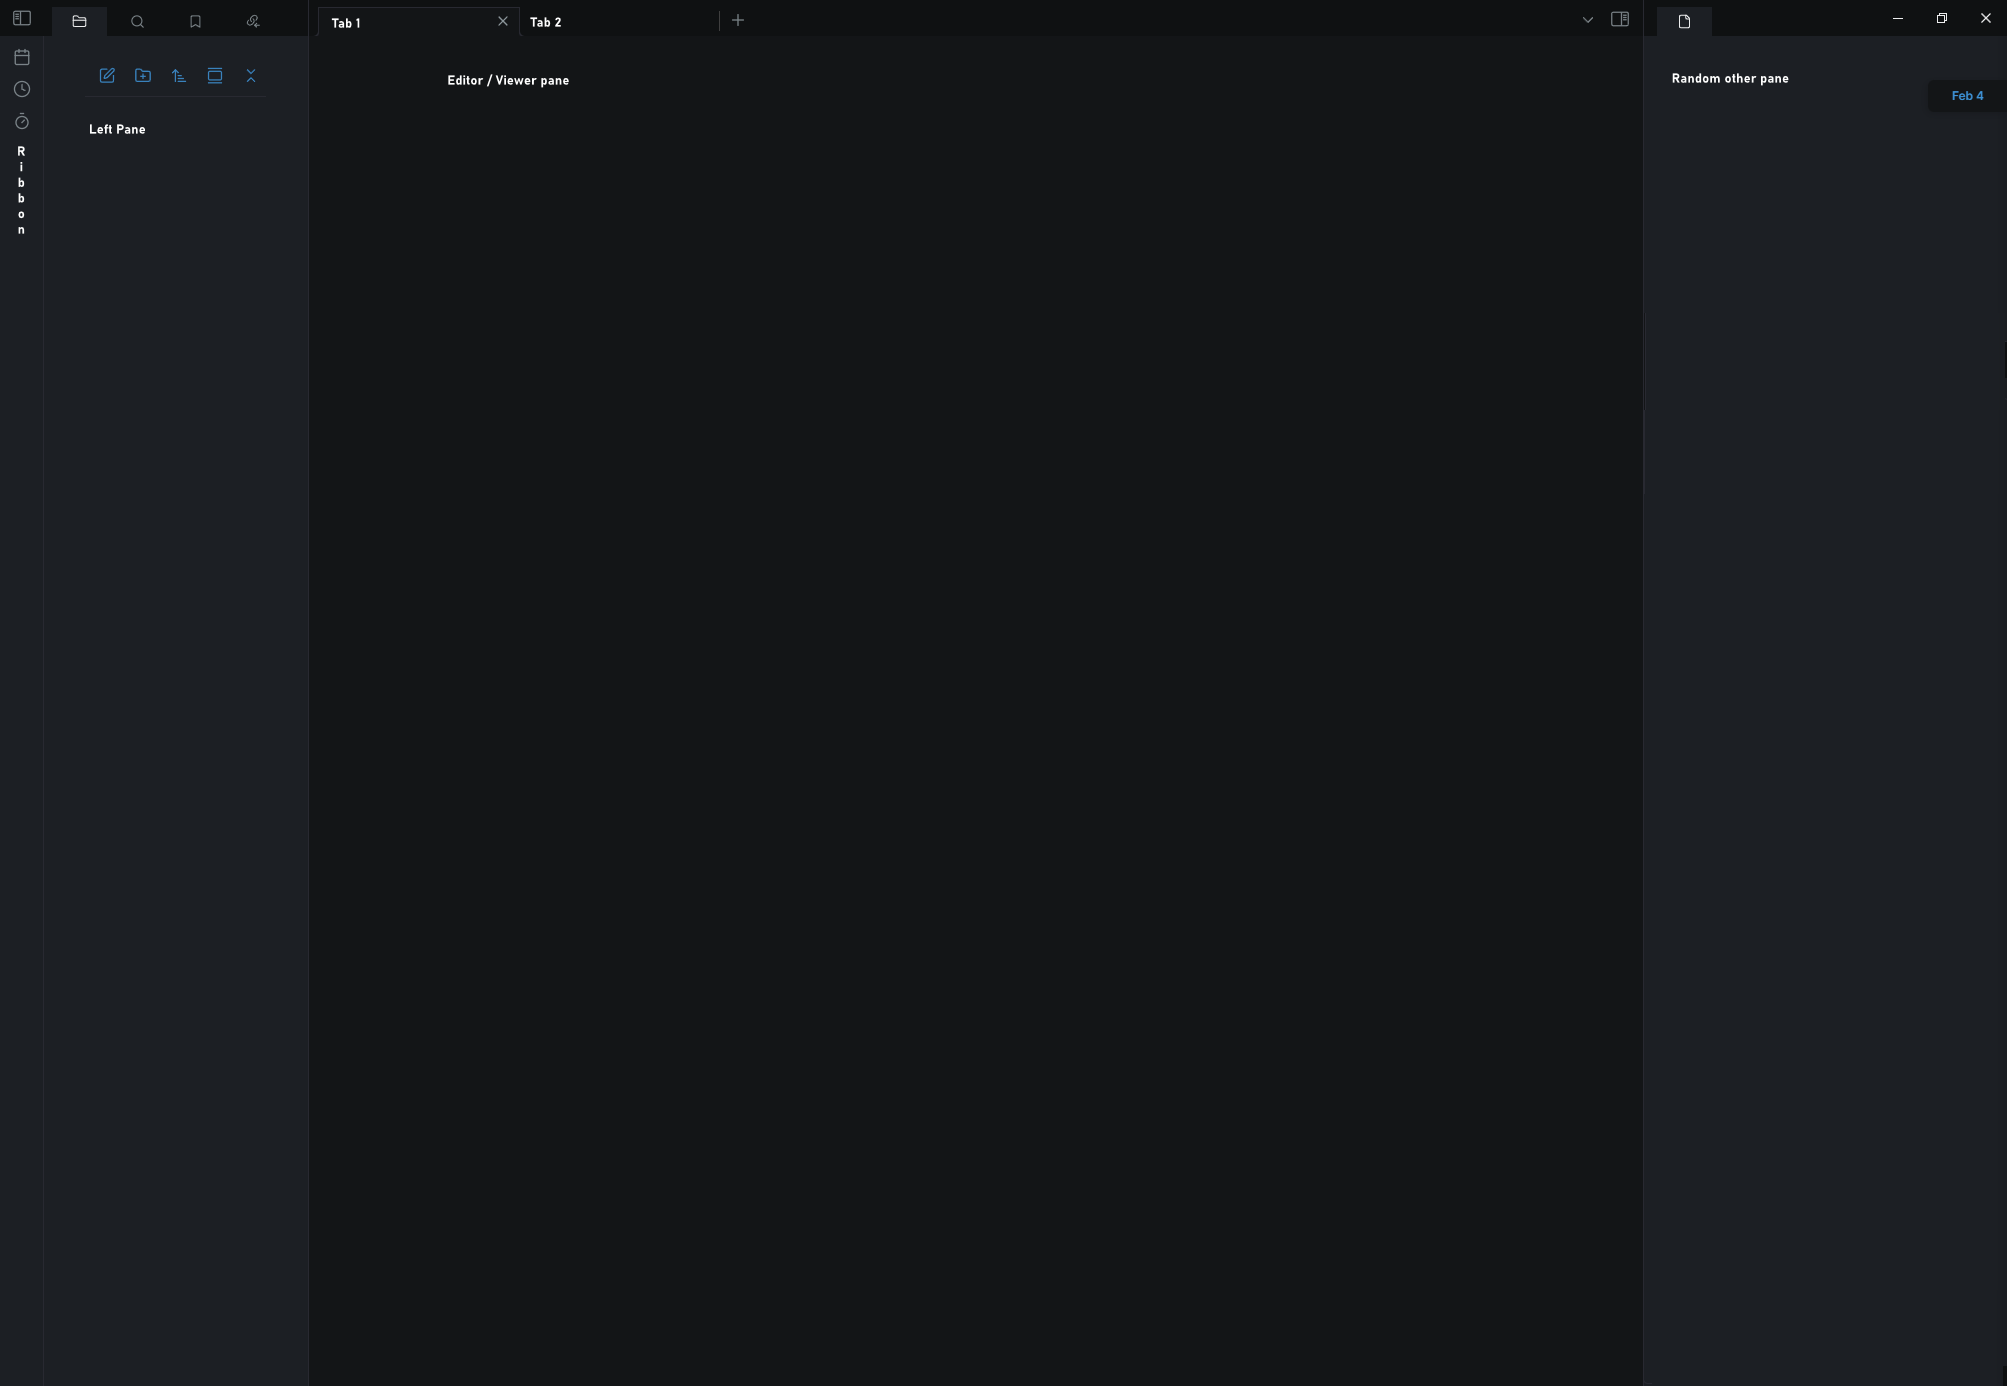 Tab 1
Tab 2
Editor / Viewer pane
Random other pane
Feb 4
Left Pane
R
i
b
b
o
n